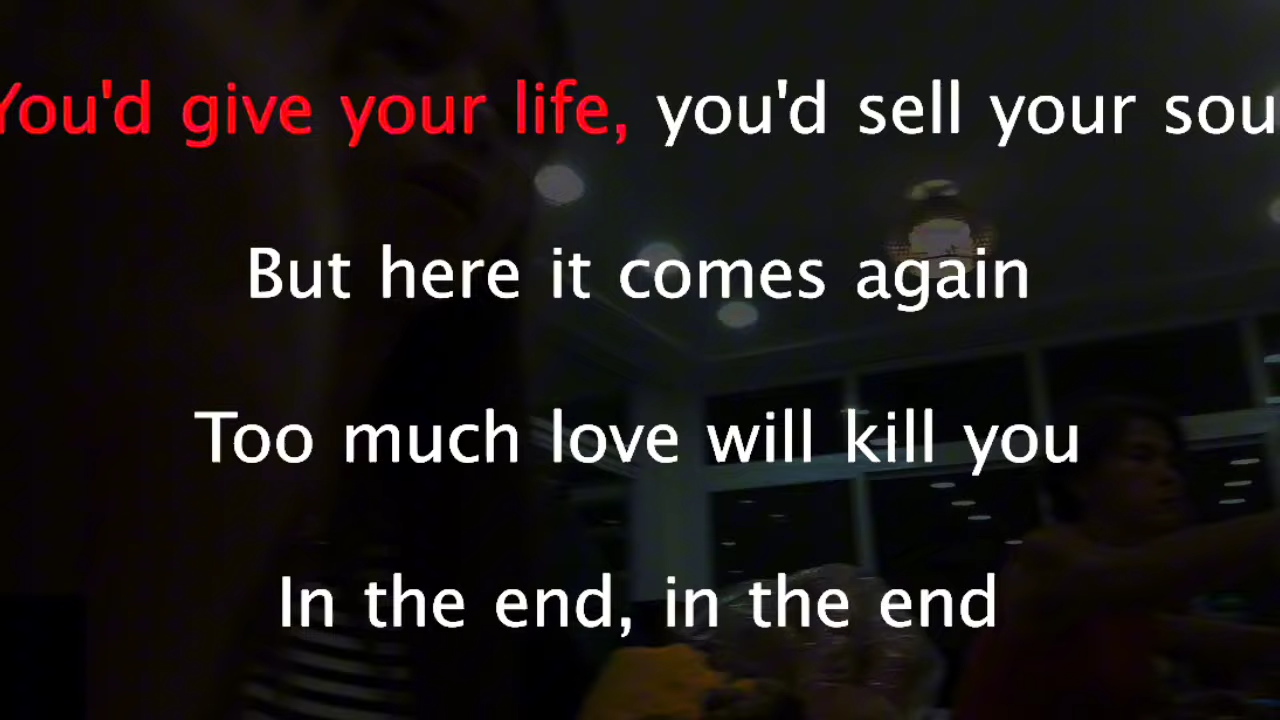 You'd give your life, you'd sell your sou
But here it comes again
Too much love will kill you
In the end, in the end